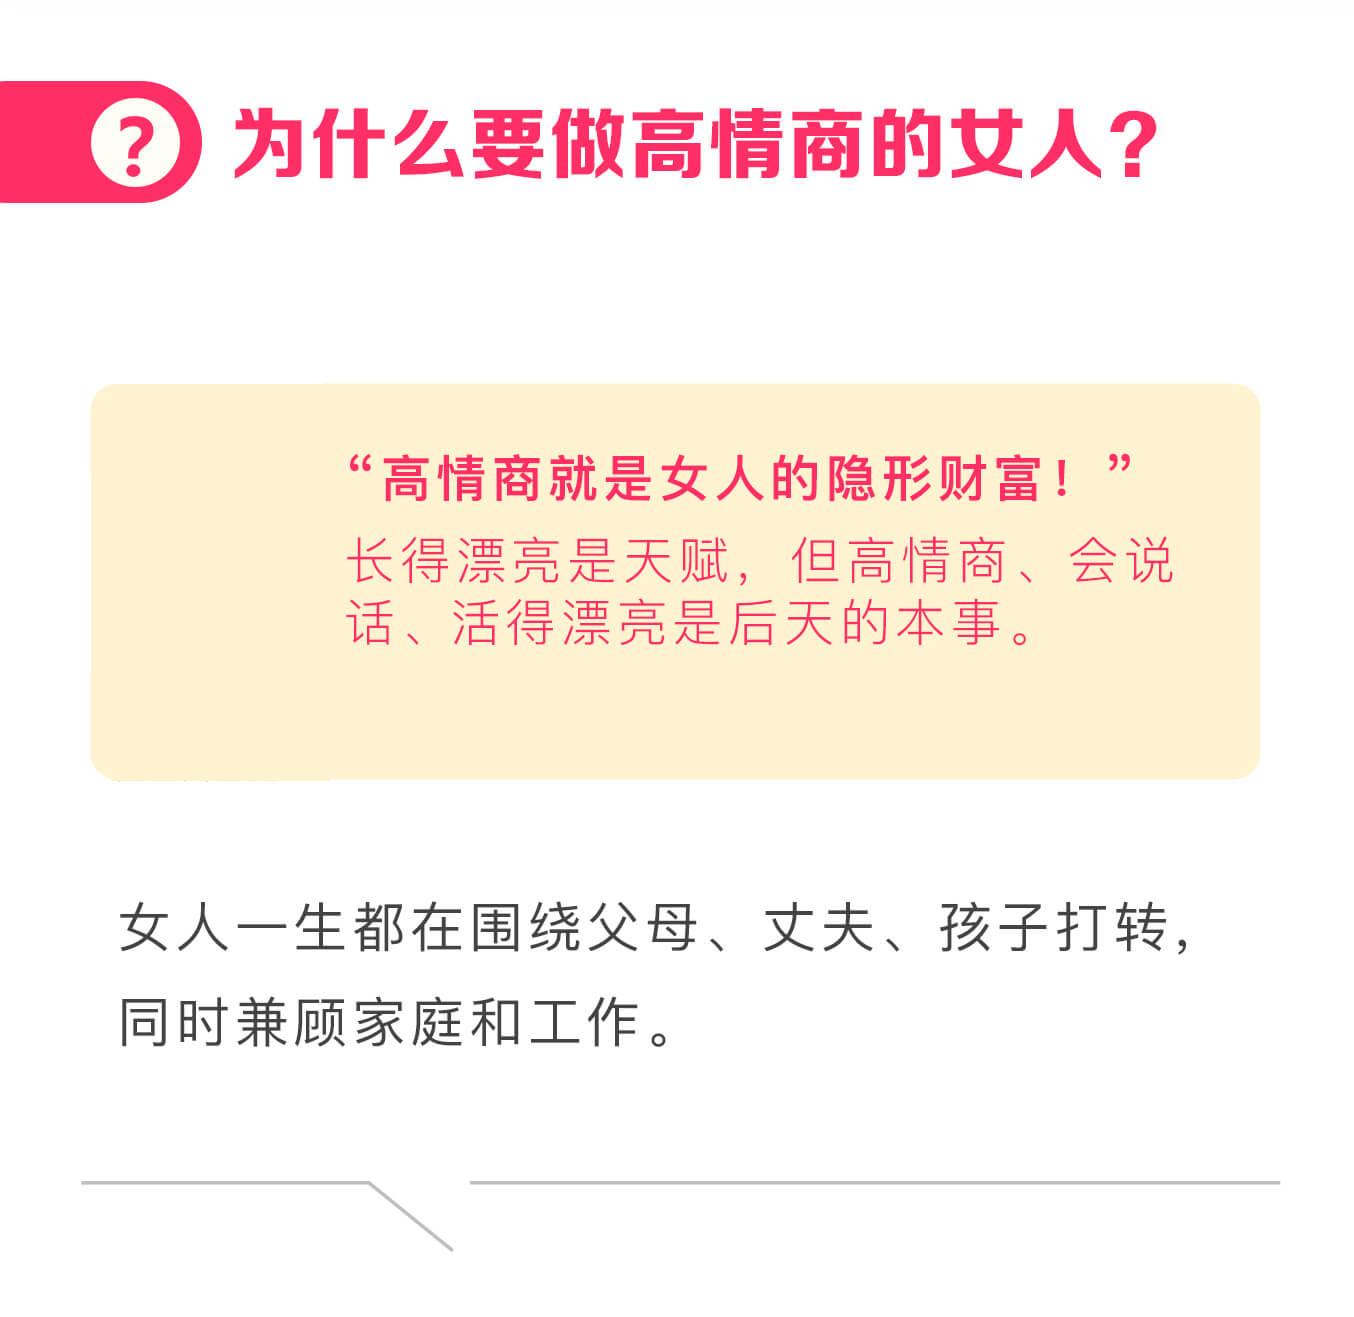 ?
为什么要做高情商的女人?
“高情商就是女人的隐形财富！”
长得漂亮是天赋，但高情商、会说
话、活得漂亮是后天的本事。
女人一生都在围绕父母、丈夫、孩子打转，
同时兼顾家庭和工作。